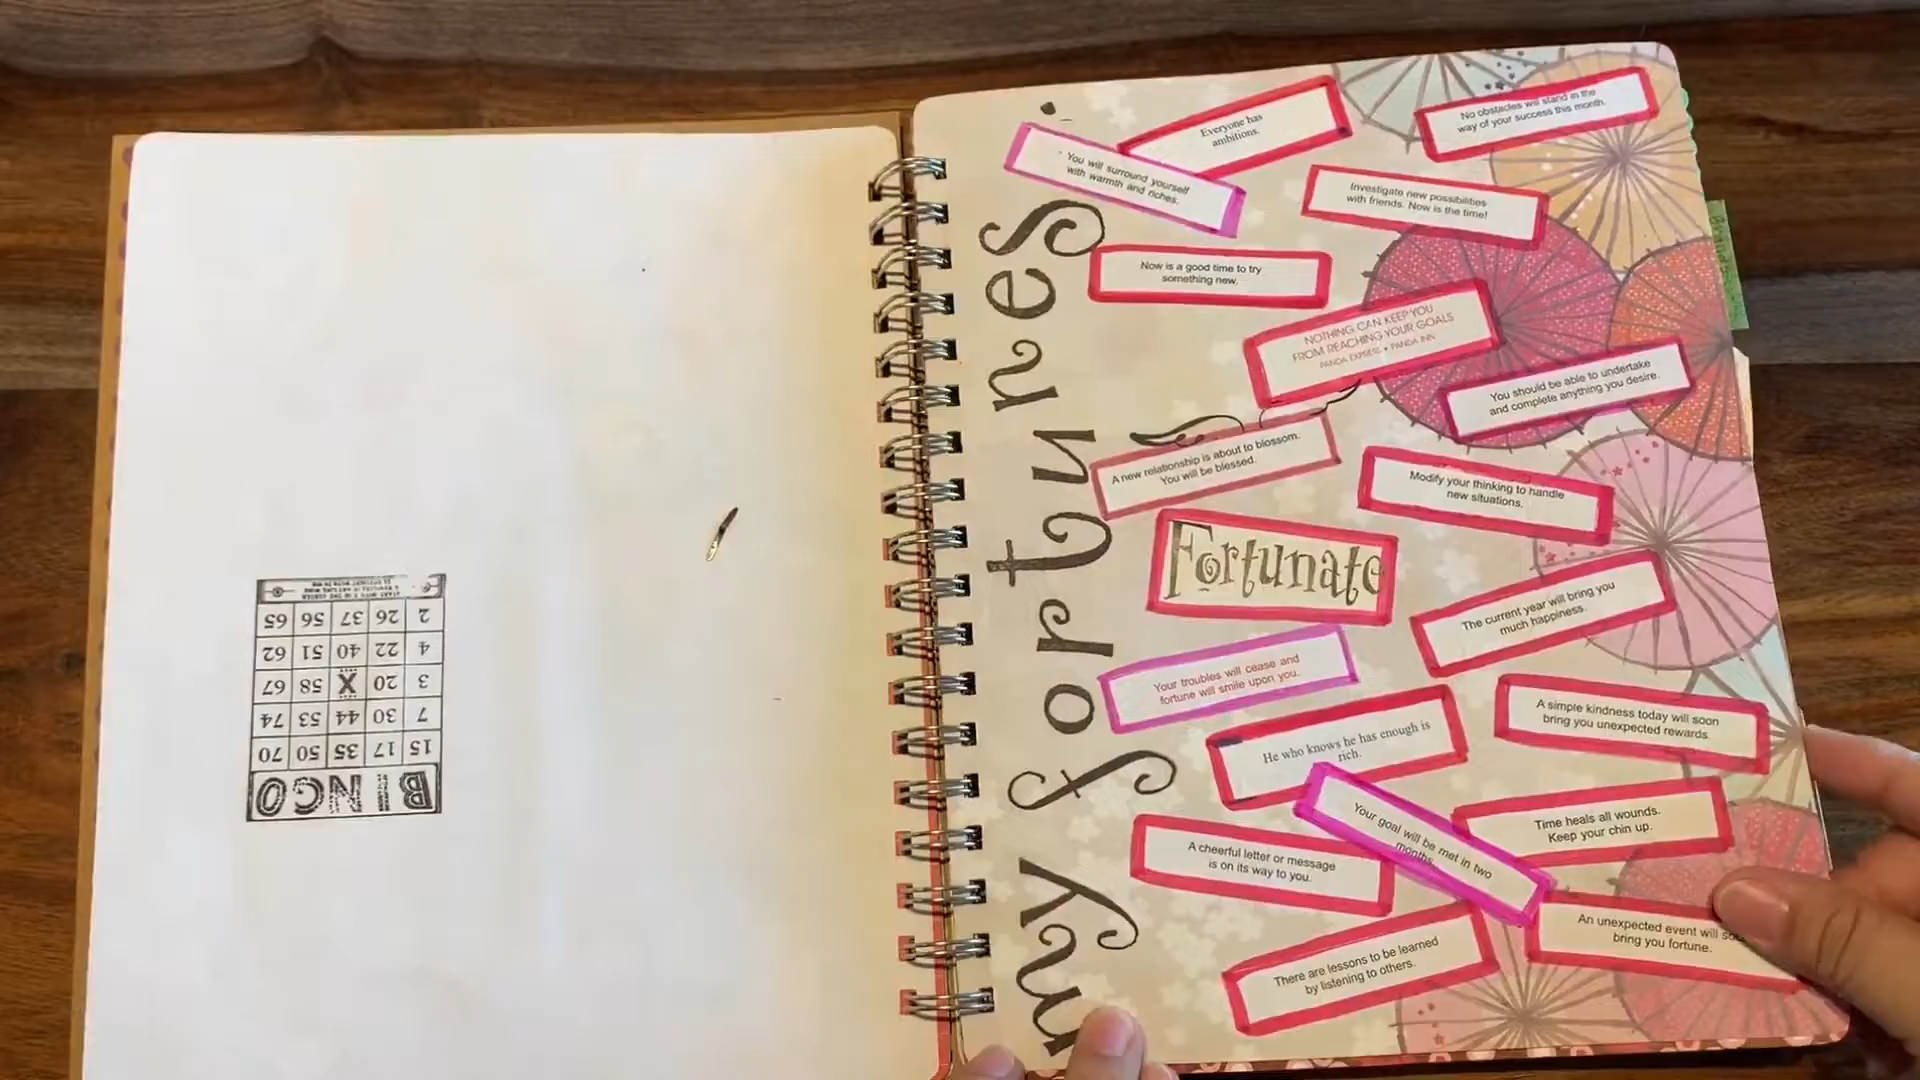 BINGO
15 17 35 50 70
7 30 44 53 74
3 20 X 58 67
4 22 40 51 62
2 26 37 56 65
my fortunes
Everyone has
ambitions.
No obstacles will stand in the
way of your success this month.
You will surround yourself
with warmth and riches.
Investigate new possibilities
with friends. Now is the time!
Now is a good time to try
something new.
NOTHING CAN KEEP YOU
FROM REACHING YOUR GOALS
PANDA EXPRESS • PANDA INN
You should be able to undertake
and complete anything you desire.
A new relationship is about to blossom.
You will be blessed.
Modify your thinking to handle
new situations.
Fortunate
The current year will bring you
much happiness.
Your troubles will cease and
fortune will smile upon you.
A simple kindness today will soon
bring you unexpected rewards.
He who knows he has enough is
rich.
Your goal will be met in two
months.
Time heals all wounds.
Keep your chin up.
A cheerful letter or message
is on its way to you.
An unexpected event will
bring you fortune.
There are lessons to be learned
by listening to others.